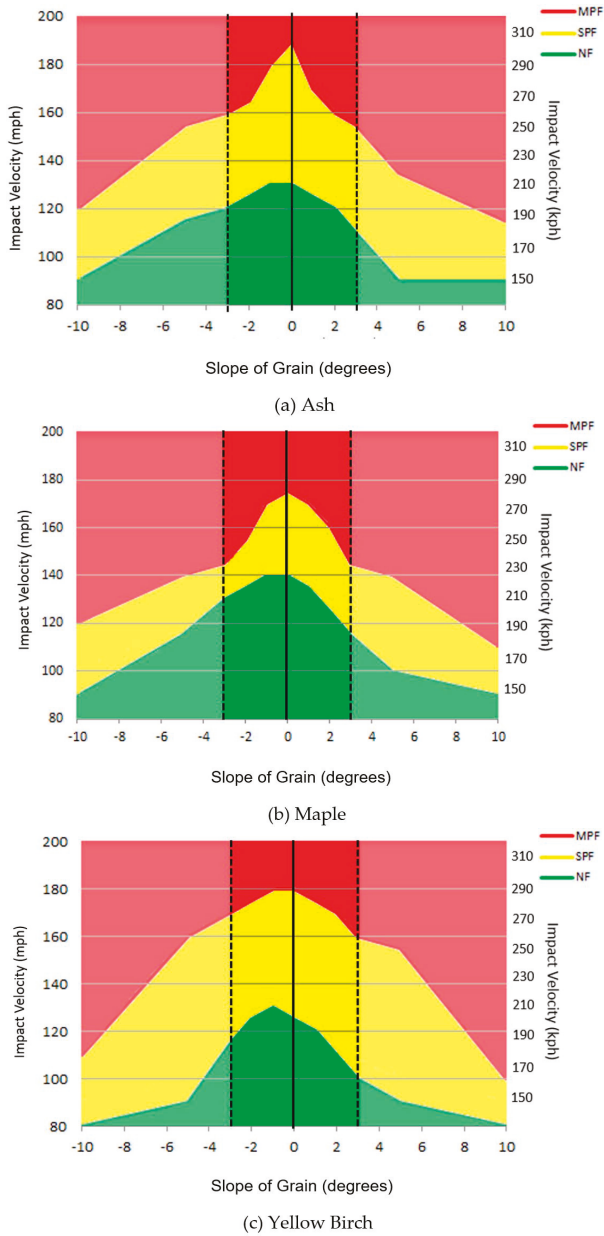 200
180
160
140
120
100
80
Impact Velocity (mph)
-10 -8 -6 -4 -2 0 2 4 6 8 10
310
290
270
250
230
210
190
170
150
Impact Velocity (kph)
MPF
SPF
NF
Slope of Grain (degrees)
(a) Ash
200
180
160
140
120
100
80
Impact Velocity (mph)
-10 -8 -6 -4 -2 0 2 4 6 8 10
310
290
270
250
230
210
190
170
150
Impact Velocity (kph)
MPF
SPF
NF
Slope of Grain (degrees)
(b) Maple
200
180
160
140
120
100
80
Impact Velocity (mph)
-10 -8 -6 -4 -2 0 2 4 6 8 10
310
290
270
250
230
210
190
170
150
Impact Velocity (kph)
MPF
SPF
NF
Slope of Grain (degrees)
(c) Yellow Birch